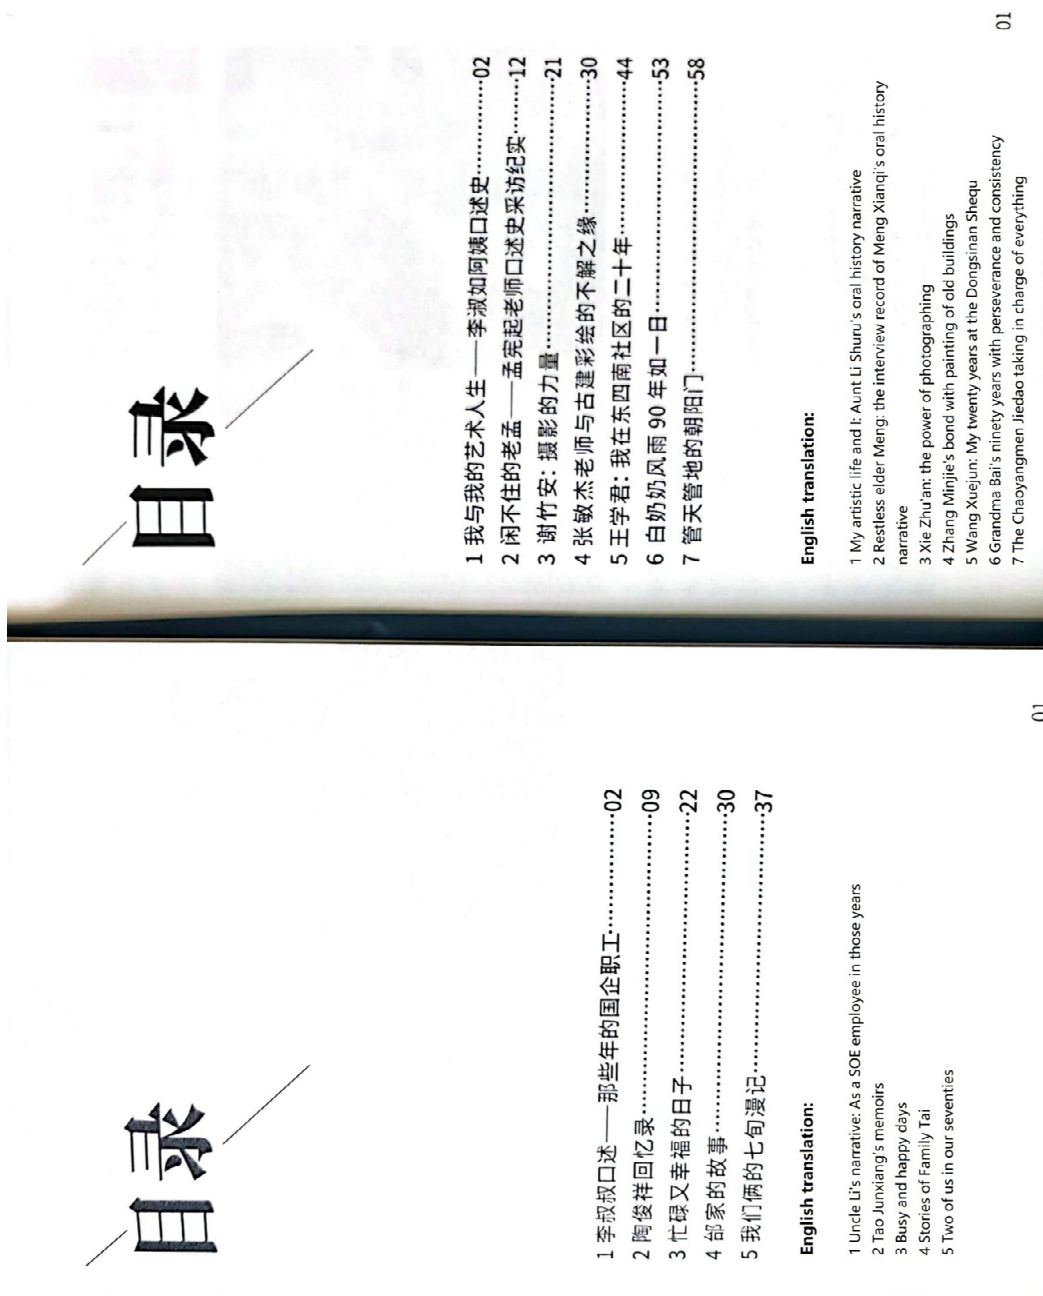 目录
1 李叔叔口述——那些年的国企职工············02
2 陶俊祥回忆录························09
3 忙碌又幸福的日子························22
4 邰家的故事························30
5 我们俩的七旬漫记························37
English translation:
1 Uncle Li's narrative: As a SOE employee in those years
2 Tao Junxiang's memoirs
3 Busy and happy days
4 Stories of Family Tai
5 Two of us in our seventies
01
目录
1 我与我的艺术人生——李淑如阿姨口述史············02
2 闲不住的老孟——孟宪起老师口述史采访纪实······12
3 谢竹安：摄影的力量························21
4 张敏杰老师与古建彩绘的不解之缘············30
5 王学君：我在东四南社区的二十年············44
6 白奶奶风雨 90 年如一日························53
7 管天管地的朝阳门························58
English translation:
1 My artistic life and I: Aunt Li Shuru's oral history narrative
2 Restless elder Meng: the interview record of Meng Xianqi's oral history
narrative
3 Xie Zhu'an: the power of photographing
4 Zhang Minjie's bond with painting of old buildings
5 Wang Xuejun: My twenty years at the Dongsinan Shequ
6 Grandma Bai's ninety years with perseverance and consistency
7 The Chaoyangmen Jiedao taking in charge of everything
01